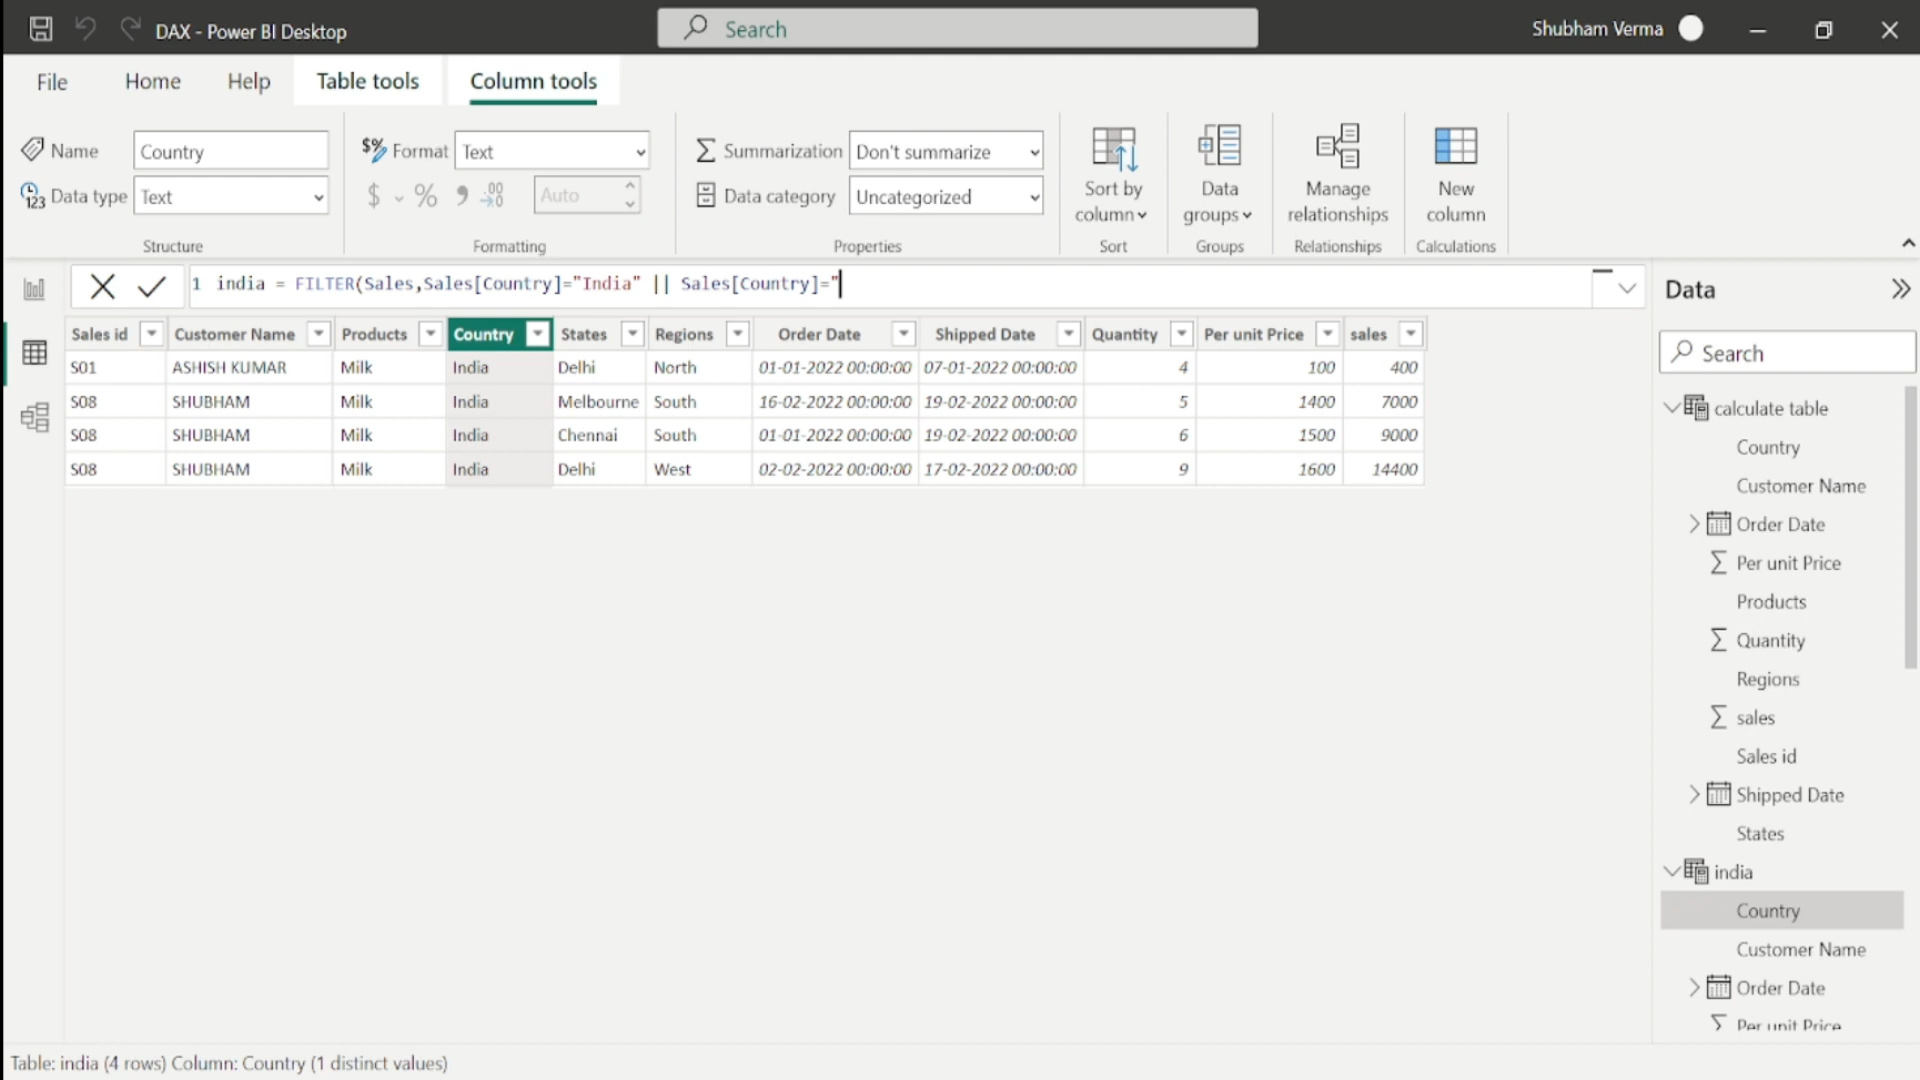 DAX - Power BI Desktop
Search
Shubham Verma
File Home Help Table tools Column tools
Name Country
Data type Text
Structure
$% Format Text
$ % 9 .00 →.0 Auto
Formatting
Summarization Don't summarize
Data category Uncategorized
Properties
Sort by
column
Sort
Data
groups
Groups
Manage
relationships
Relationships
New
column
Calculations
1 india = FILTER(Sales,Sales[Country]="India" || Sales[Country]="
Sales id Customer Name Products Country States Regions Order Date Shipped Date Quantity Per unit Price sales
S01 ASHISH KUMAR Milk India Delhi North 01-01-2022 00:00:00 07-01-2022 00:00:00 4 100 400
S08 SHUBHAM Milk India Melbourne South 16-02-2022 00:00:00 19-02-2022 00:00:00 5 1400 7000
S08 SHUBHAM Milk India Chennai South 01-01-2022 00:00:00 19-02-2022 00:00:00 6 1500 9000
S08 SHUBHAM Milk India Delhi West 02-02-2022 00:00:00 17-02-2022 00:00:00 9 1600 14400
Data
Search
calculate table
Country
Customer Name
Order Date
Per unit Price
Products
Quantity
Regions
sales
Sales id
Shipped Date
States
india
Country
Customer Name
Order Date
Per unit Price
Table: india (4 rows) Column: Country (1 distinct values)